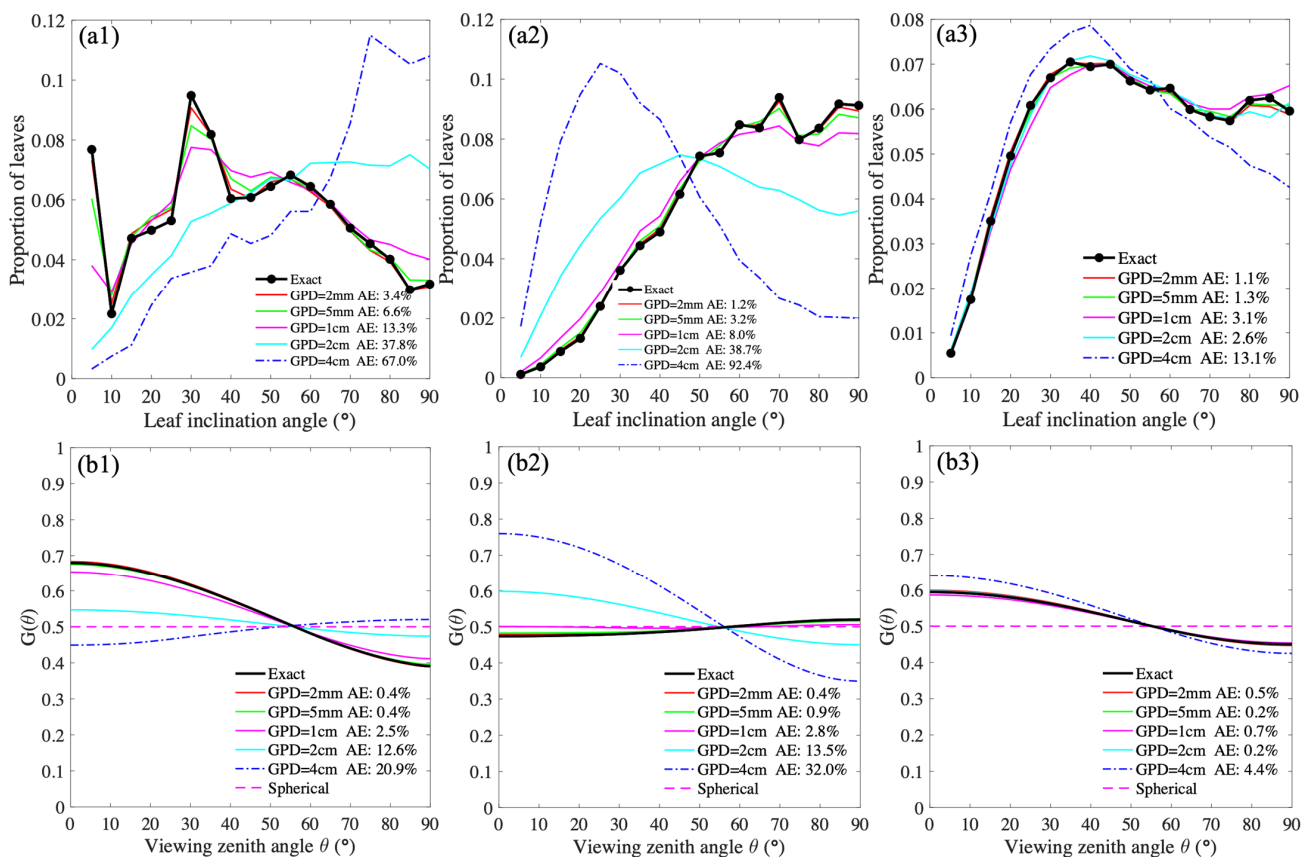 (a1)
0.12
0.1
0.08
0.06
0.04
0.02
0
Proportion of leaves
Exact
GPD=2mm AE: 3.4%
GPD=5mm AE: 6.6%
GPD=1cm AE: 13.3%
GPD=2cm AE: 37.8%
GPD=4cm AE: 67.0%
0 10 20 30 40 50 60 70 80 90
Leaf inclination angle (°)
(a2)
0.12
0.1
0.08
0.06
0.04
0.02
0
Proportion of leaves
Exact
GPD=2mm AE: 1.2%
GPD=5mm AE: 3.2%
GPD=1cm AE: 8.0%
GPD=2cm AE: 38.7%
GPD=4cm AE: 92.4%
0 10 20 30 40 50 60 70 80 90
Leaf inclination angle (°)
(a3)
0.08
0.07
0.06
0.05
0.04
0.03
0.02
0.01
0
Proportion of leaves
Exact
GPD=2mm AE: 1.1%
GPD=5mm AE: 1.3%
GPD=1cm AE: 3.1%
GPD=2cm AE: 2.6%
GPD=4cm AE: 13.1%
0 10 20 30 40 50 60 70 80 90
Leaf inclination angle (°)
(b1)
1
0.9
0.8
0.7
0.6
0.5
0.4
0.3
0.2
0.1
0
G(θ)
Exact
GPD=2mm AE: 0.4%
GPD=5mm AE: 0.4%
GPD=1cm AE: 2.5%
GPD=2cm AE: 12.6%
GPD=4cm AE: 20.9%
Spherical
0 10 20 30 40 50 60 70 80 90
Viewing zenith angle θ (°)
(b2)
1
0.9
0.8
0.7
0.6
0.5
0.4
0.3
0.2
0.1
0
G(θ)
Exact
GPD=2mm AE: 0.4%
GPD=5mm AE: 0.9%
GPD=1cm AE: 2.8%
GPD=2cm AE: 13.5%
GPD=4cm AE: 32.0%
Spherical
0 10 20 30 40 50 60 70 80 90
Viewing zenith angle θ (°)
(b3)
1
0.9
0.8
0.7
0.6
0.5
0.4
0.3
0.2
0.1
0
G(θ)
Exact
GPD=2mm AE: 0.5%
GPD=5mm AE: 0.2%
GPD=1cm AE: 0.7%
GPD=2cm AE: 0.2%
GPD=4cm AE: 4.4%
Spherical
0 10 20 30 40 50 60 70 80 90
Viewing zenith angle θ (°)